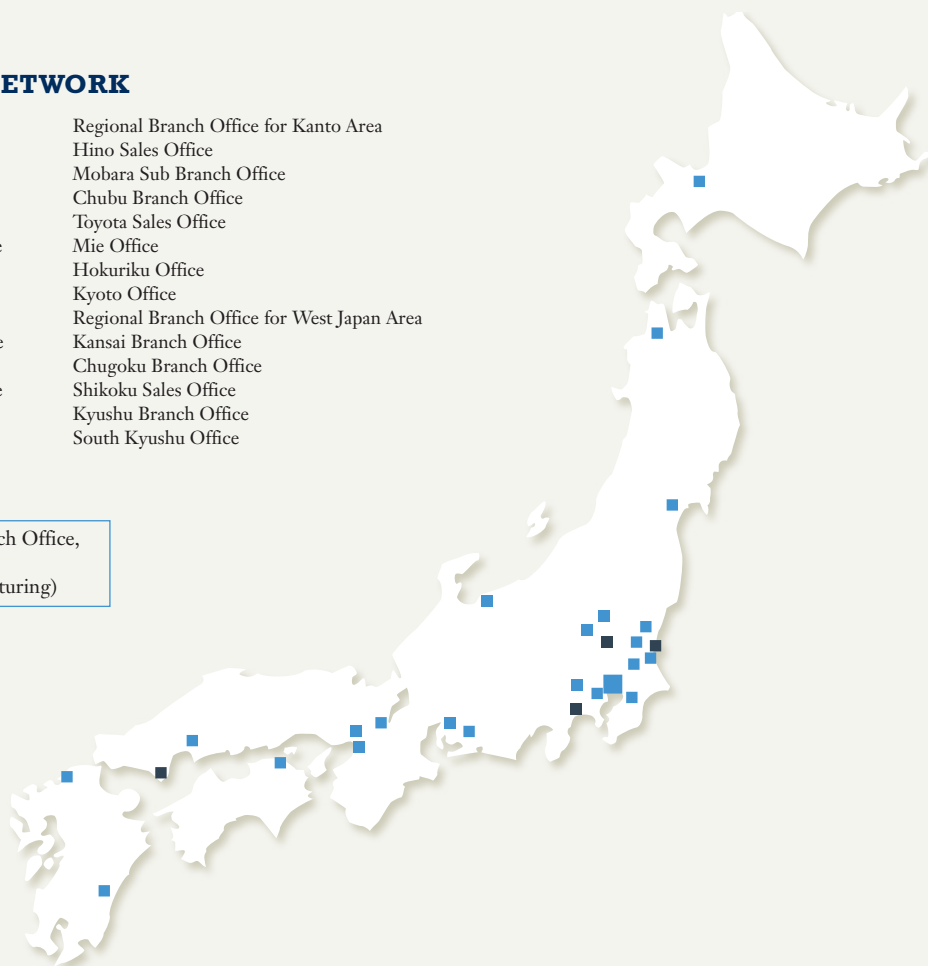 ETWORK
Regional Branch Office for Kanto Area
Hino Sales Office
Mobara Sub Branch Office
Chubu Branch Office
Toyota Sales Office
e Mie Office
Hokuriku Office
Kyoto Office
Regional Branch Office for West Japan Area
e Kansai Branch Office
Chugoku Branch Office
e Shikoku Sales Office
Kyushu Branch Office
South Kyushu Office
ch Office,
turing)